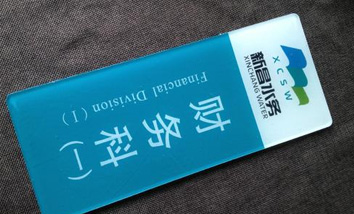 XCSW
新昌水务
XINCHANG WATER
财务科(一)
Financial Division (1)